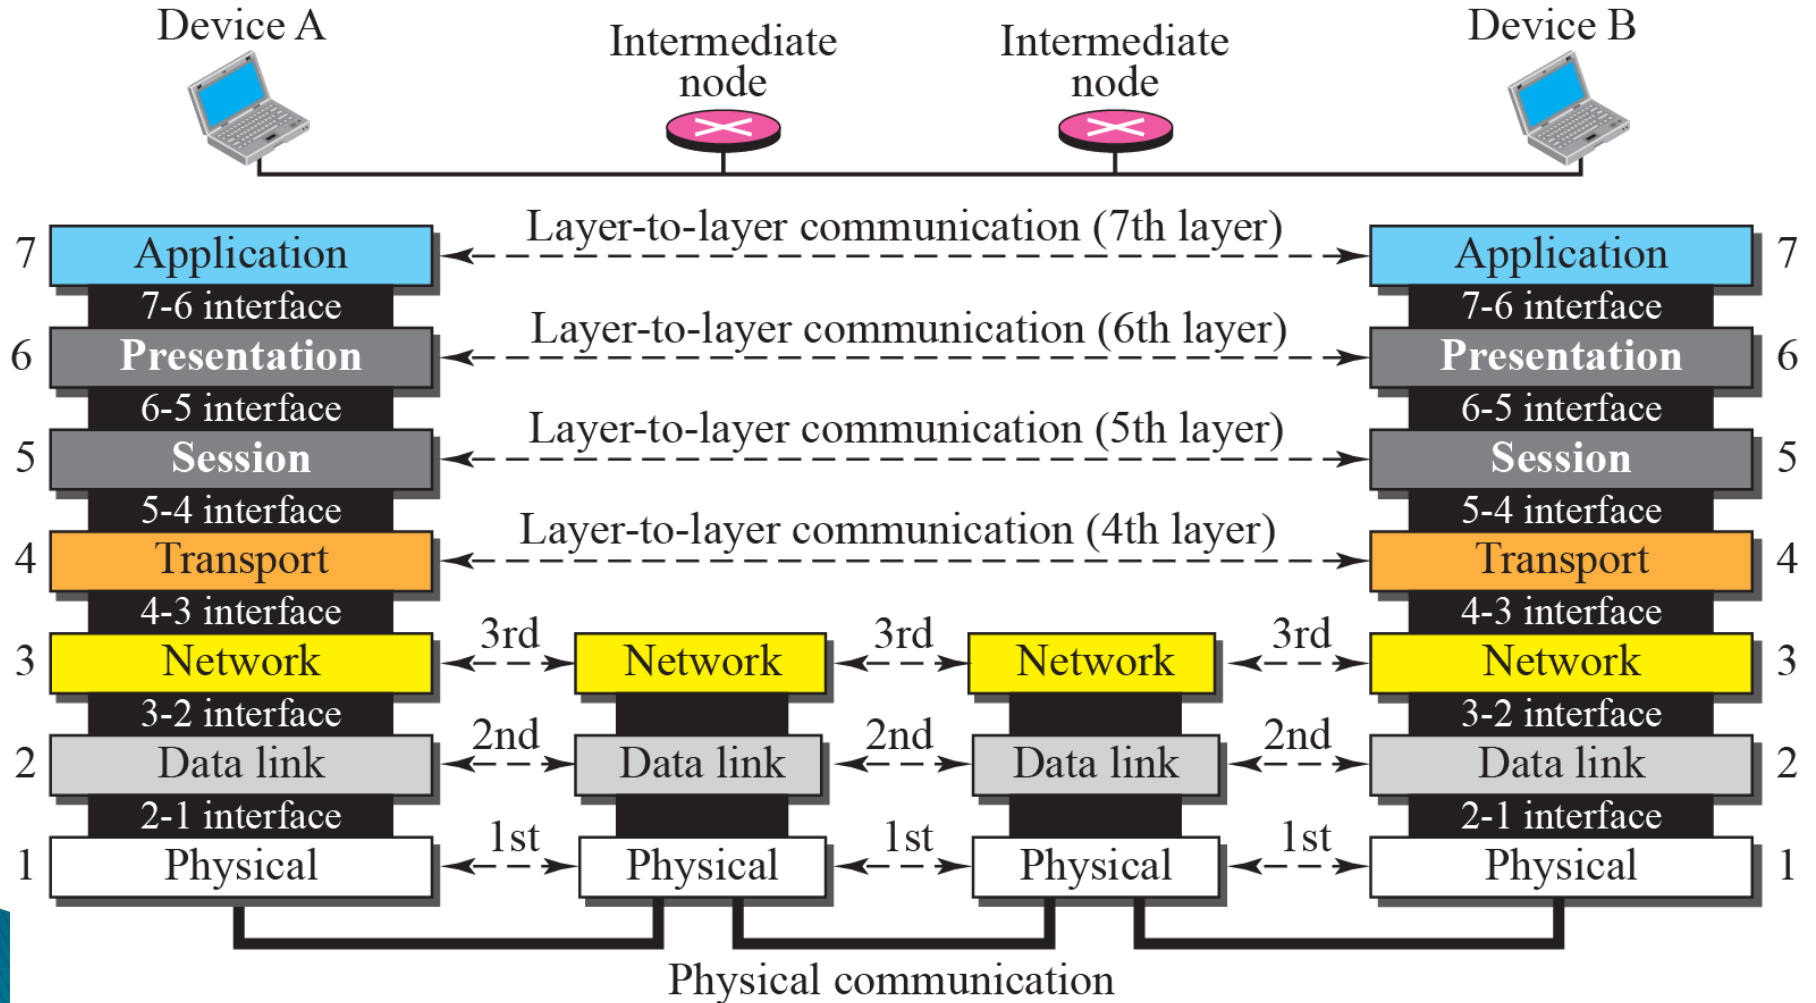 Device A
Intermediate
node
Intermediate
node
Device B
Layer-to-layer communication (7th layer)
7 Application Application 7
7-6 interface 7-6 interface
Layer-to-layer communication (6th layer)
6 Presentation Presentation 6
6-5 interface 6-5 interface
Layer-to-layer communication (5th layer)
5 Session Session 5
5-4 interface 5-4 interface
Layer-to-layer communication (4th layer)
4 Transport Transport 4
4-3 interface 4-3 interface
3rd 3rd 3rd
3 Network Network Network Network 3
3-2 interface 3-2 interface
2nd 2nd 2nd
2 Data link Data link Data link Data link 2
2-1 interface 2-1 interface
1st 1st 1st
1 Physical Physical Physical Physical 1
Physical communication